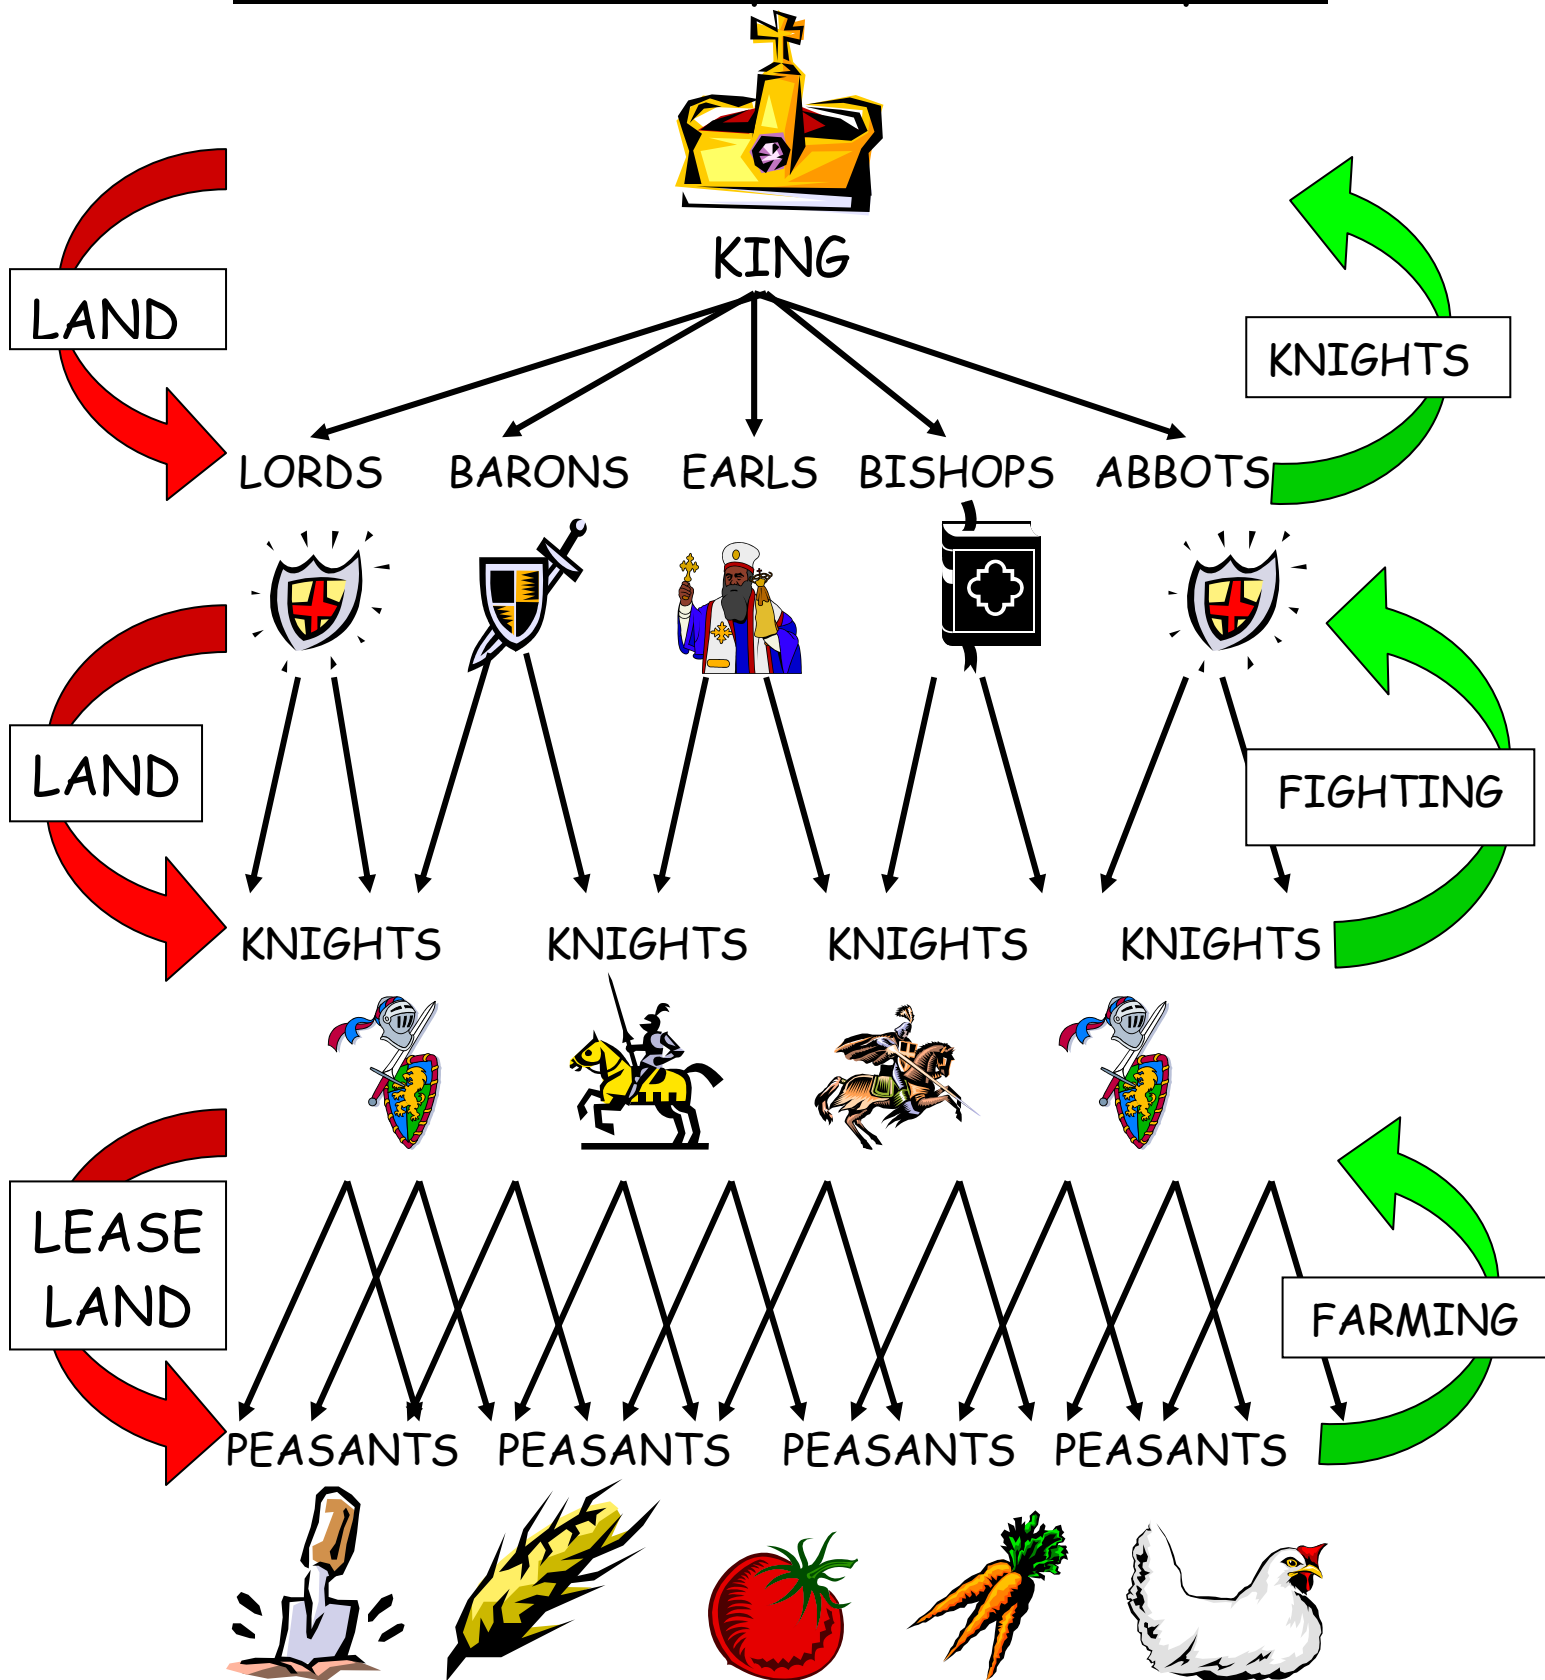 KING
LAND
KNIGHTS
LORDS BARONS EARLS BISHOPS ABBOTS
LAND
FIGHTING
KNIGHTS KNIGHTS KNIGHTS KNIGHTS
LEASE
LAND
FARMING
PEASANTS PEASANTS PEASANTS PEASANTS